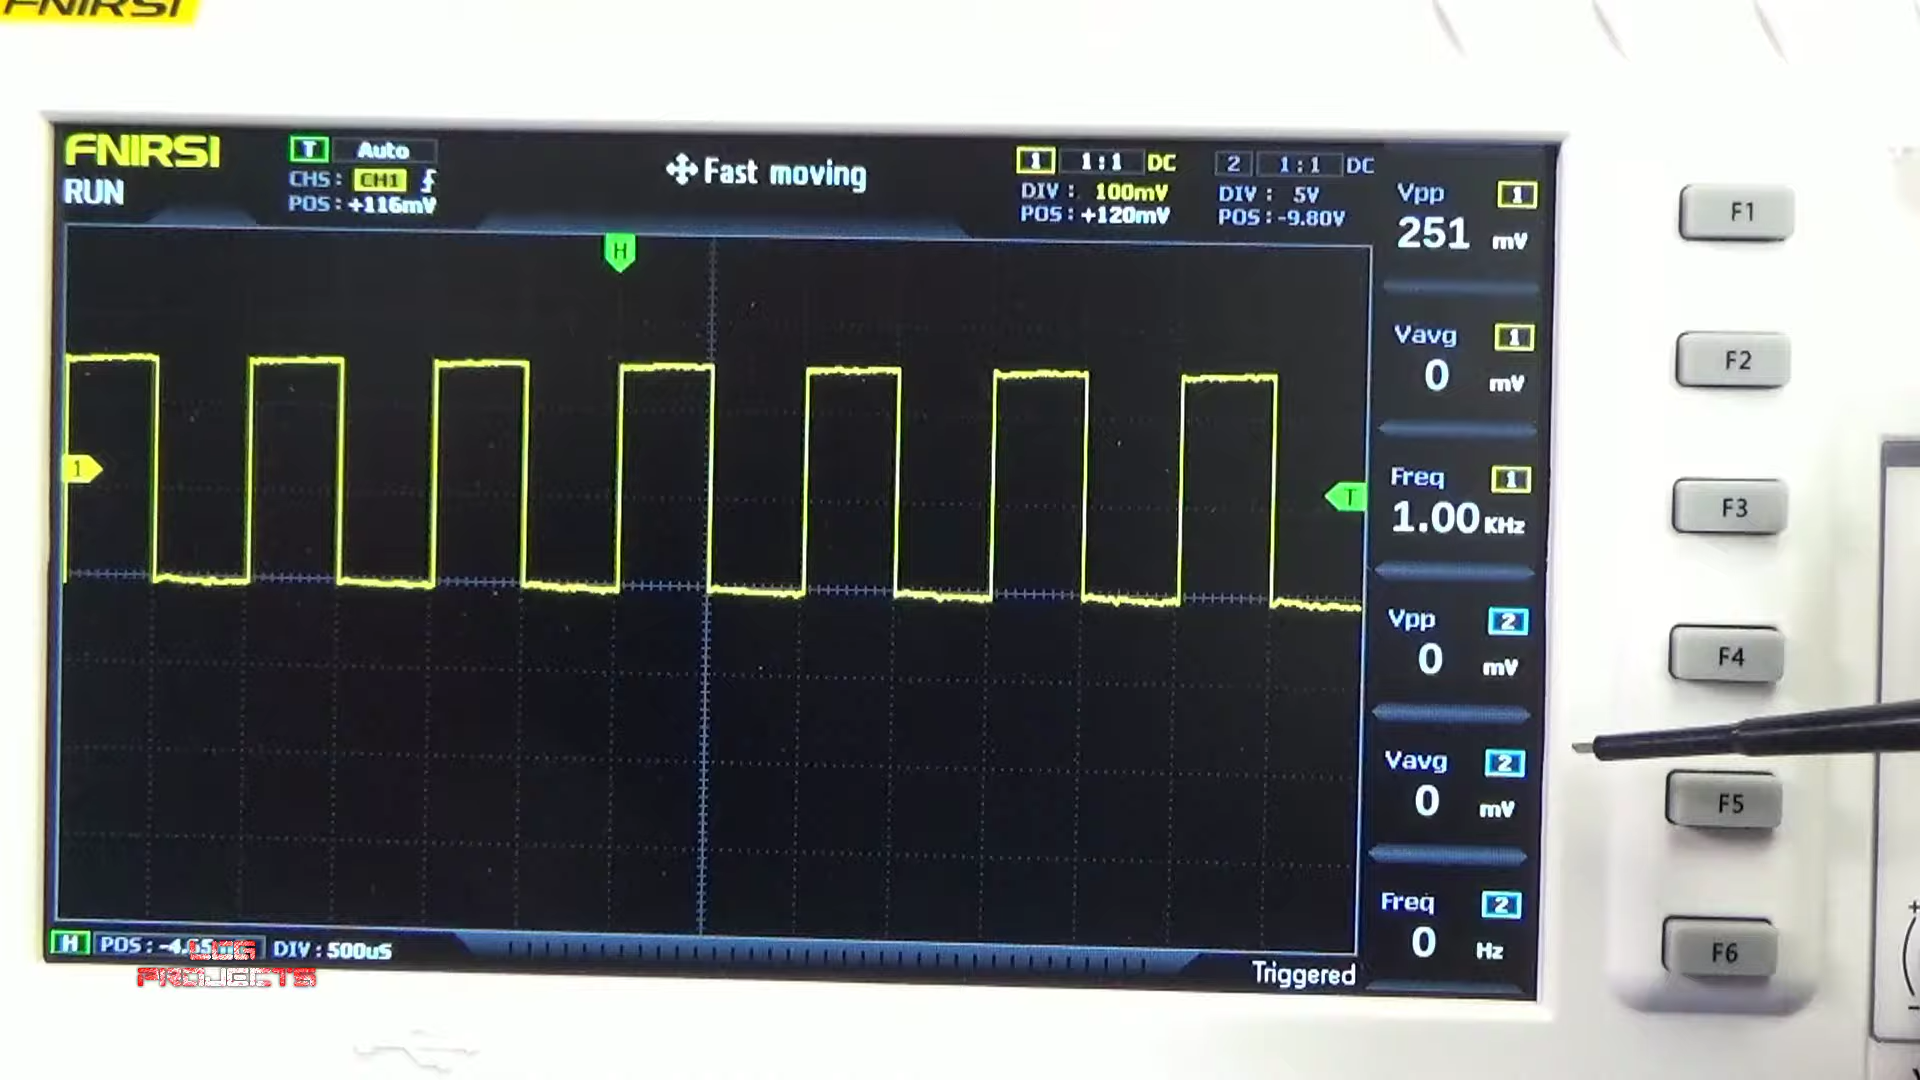 FNIRSI
FNIRSI
RUN
T Auto
CHS: CH1
POS: +116mV
Fast moving
1 1:1 DC
DIV: 100mV
POS: +120mV
2 1:1 DC
DIV: 5V
POS: -9.80V
H
1
T
Vpp 1
251 mV
Vavg 1
0 mV
Freq 1
1.00 KHz
Vpp 2
0 mV
Vavg 2
0 mV
Freq 2
0 Hz
H POS: DIV: 500uS
PROJECTS
Triggered
F1
F2
F3
F4
F5
F6